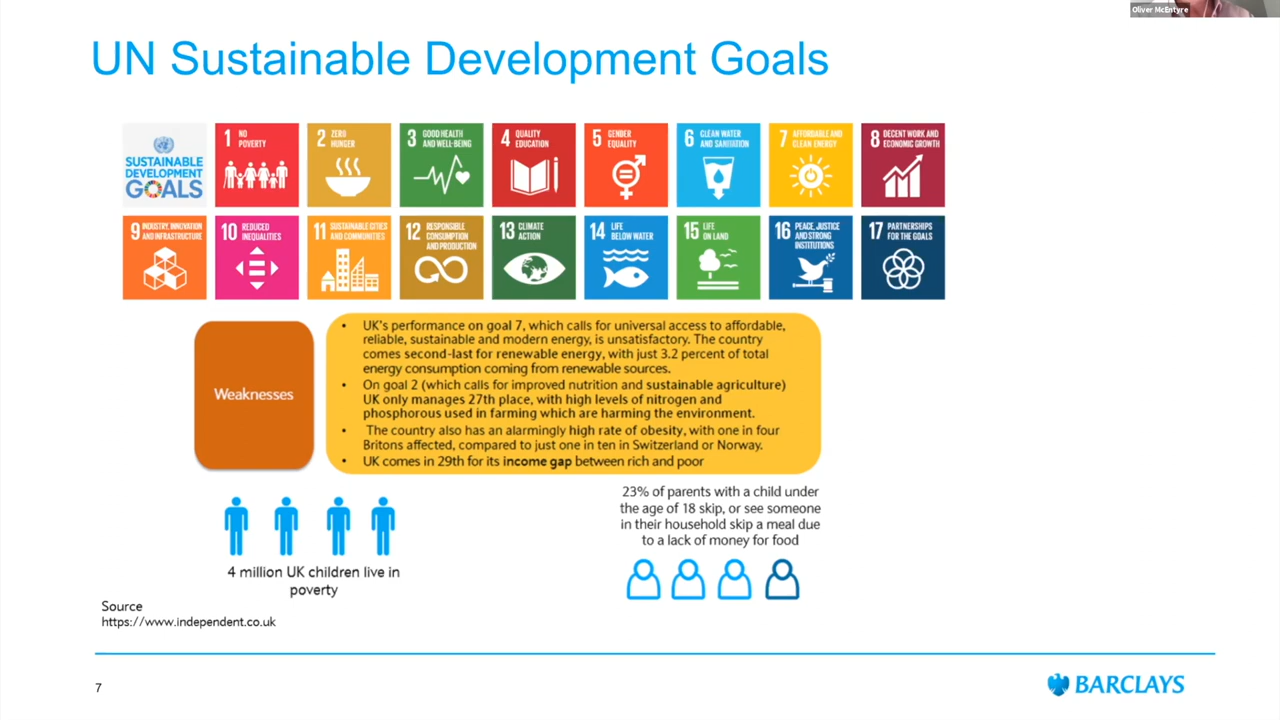 Oliver McEntyre
UN Sustainable Development Goals
SUSTAINABLE
DEVELOPMENT
GOALS
1 NO
POVERTY
2 ZERO
HUNGER
3 GOOD HEALTH
AND WELL-BEING
4 QUALITY
EDUCATION
5 GENDER
EQUALITY
6 CLEAN WATER
AND SANITATION
7 AFFORDABLE AND
CLEAN ENERGY
8 DECENT WORK AND
ECONOMIC GROWTH
9 INDUSTRY, INNOVATION
AND INFRASTRUCTURE
10 REDUCED
INEQUALITIES
11 SUSTAINABLE CITIES
AND COMMUNITIES
12 RESPONSIBLE
CONSUMPTION
AND PRODUCTION
13 CLIMATE
ACTION
14 LIFE
BELOW WATER
15 LIFE
ON LAND
16 PEACE, JUSTICE
AND STRONG
INSTITUTIONS
17 PARTNERSHIPS
FOR THE GOALS
Weaknesses
• UK's performance on goal 7, which calls for universal access to affordable,
reliable, sustainable and modern energy, is unsatisfactory. The country
comes second-last for renewable energy, with just 3.2 percent of total
energy consumption coming from renewable sources.
• On goal 2 (which calls for improved nutrition and sustainable agriculture)
UK only manages 27th place, with high levels of nitrogen and
phosphorous used in farming which are harming the environment.
• The country also has an alarmingly high rate of obesity, with one in four
Britons affected, compared to just one in ten in Switzerland or Norway.
• UK comes in 29th for its income gap between rich and poor
4 million UK children live in
poverty
23% of parents with a child under
the age of 18 skip, or see someone
in their household skip a meal due
to a lack of money for food
Source
https://www.independent.co.uk
7
BARCLAYS